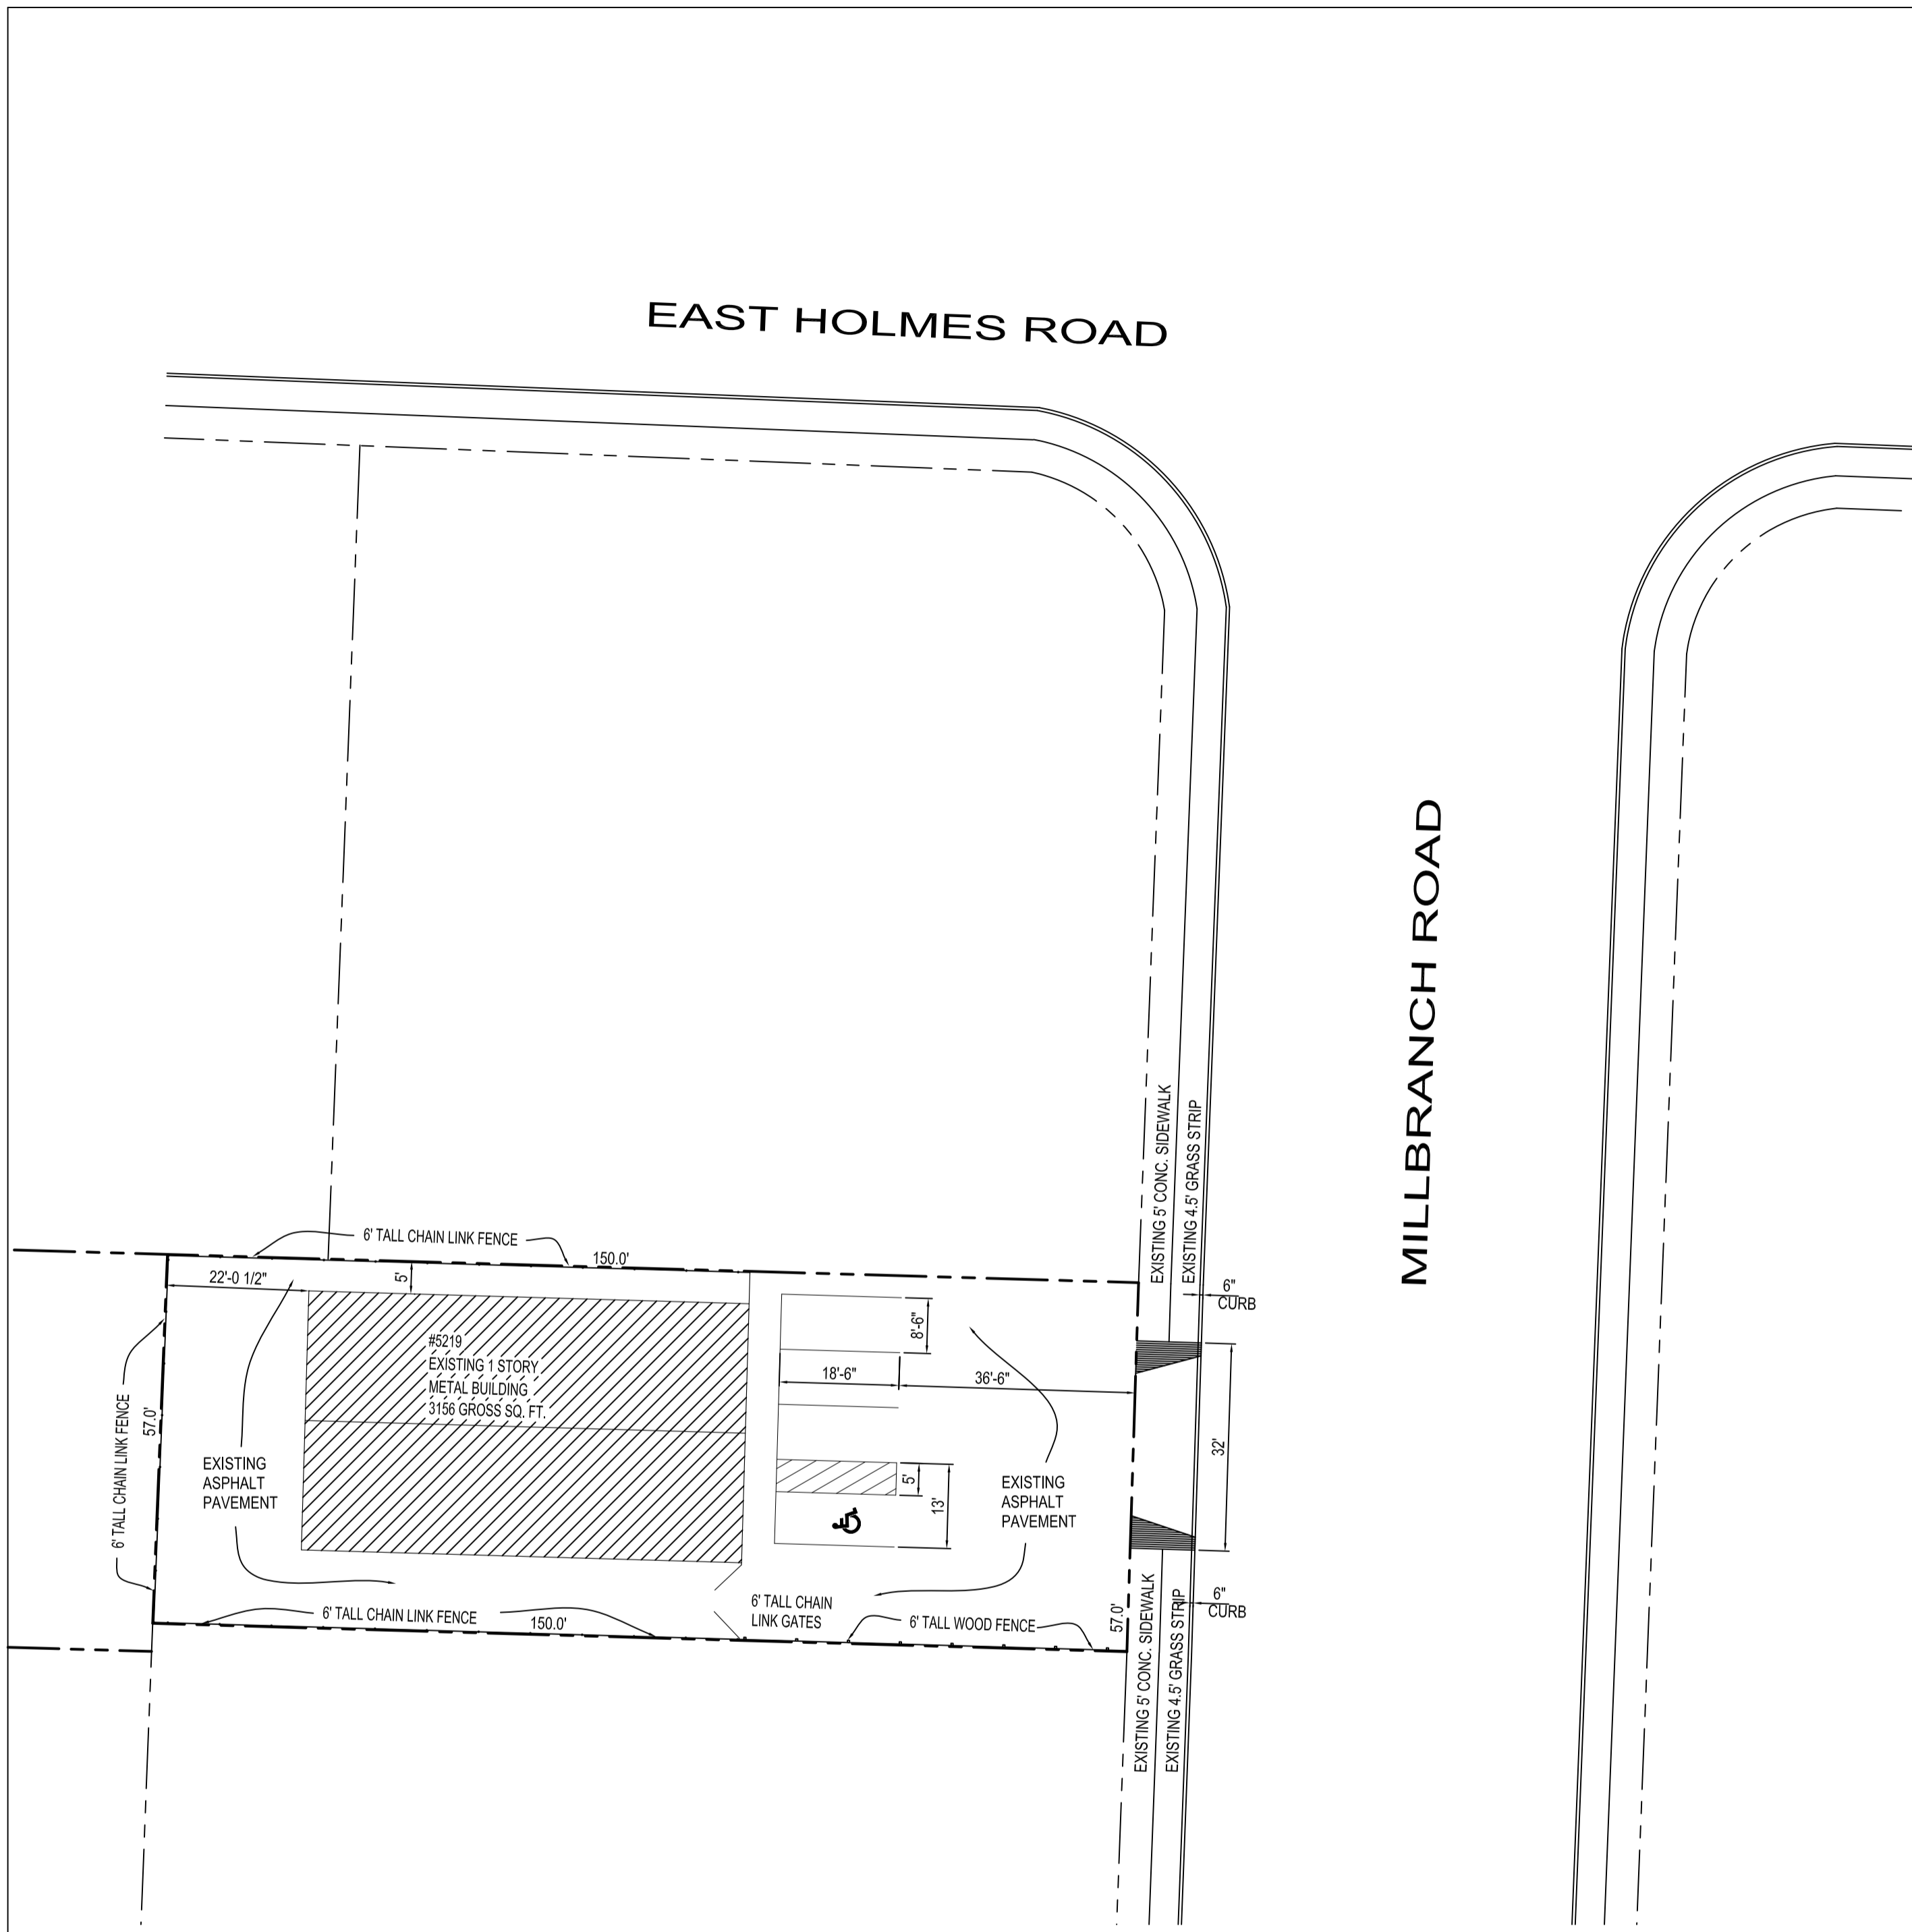 EAST HOLMES ROAD
MILLBRANCH ROAD
EXISTING 5' CONC. SIDEWALK
EXISTING 4.5' GRASS STRIP
6' TALL CHAIN LINK FENCE
150.0'
22'-0 1/2"
5'
6"
CURB
#5219
EXISTING 1 STORY
METAL BUILDING
3156 GROSS SQ. FT.
8'-6"
18'-6"
36'-6"
32'
6' TALL CHAIN LINK FENCE
57.0'
EXISTING
ASPHALT
PAVEMENT
5'
13'
EXISTING
ASPHALT
PAVEMENT
6' TALL CHAIN
LINK GATES
6' TALL CHAIN LINK FENCE
150.0'
6' TALL WOOD FENCE
57.0'
6"
CURB
EXISTING 5' CONC. SIDEWALK
EXISTING 4.5' GRASS STRIP